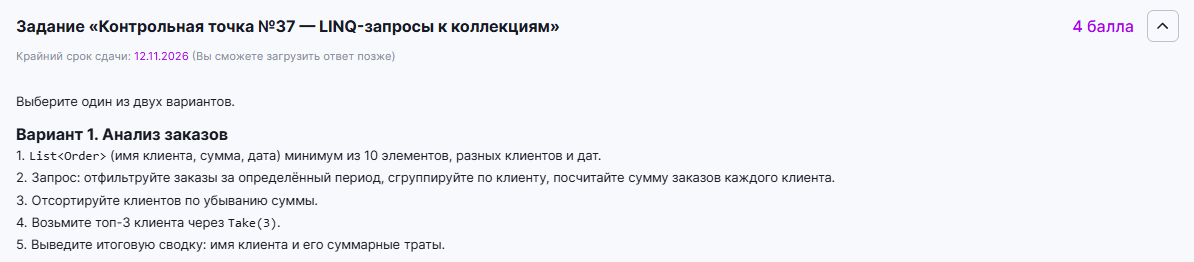 Задание «Контрольная точка №37 — LINQ-запросы к коллекциям»
4 балла
Крайний срок сдачи: 12.11.2026 (Вы сможете загрузить ответ позже)
Выберите один из двух вариантов.
Вариант 1. Анализ заказов
1. List<Order> (имя клиента, сумма, дата) минимум из 10 элементов, разных клиентов и дат.
2. Запрос: отфильтруйте заказы за определённый период, сгруппируйте по клиенту, посчитайте сумму заказов каждого клиента.
3. Отсортируйте клиентов по убыванию суммы.
4. Возьмите топ-3 клиента через Take(3).
5. Выведите итоговую сводку: имя клиента и его суммарные траты.